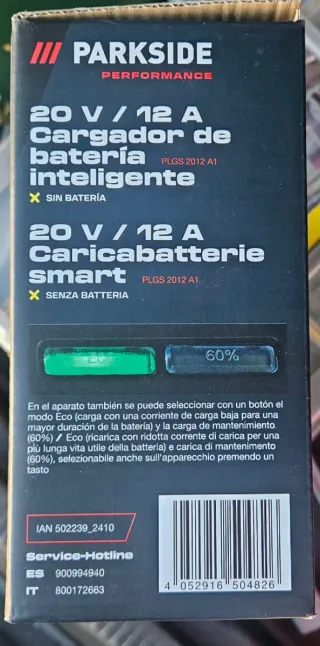 /// PARKSIDE
PERFORMANCE
20 V / 12 A
Cargador de
batería PLGS 2012 A1
inteligente
SIN BATERÍA
20 V / 12 A
Caricabatterie
smart PLGS 2012 A1
SENZA BATTERIA
60%
En el aparato también se puede seleccionar con un botón el
modo Eco (carga con una corriente de carga baja para una
mayor duración de la batería) y la carga de mantenimiento
(60%) / Eco (ricarica con ridotta corrente di carica per una
più lunga vita utile della batteria) e carica di mantenimento
(60%), selezionabile anche sull'apparecchio premendo un
tasto
IAN 502239_2410
Service-Hotline
ES 900994940
IT 800172663
4 052916 504826